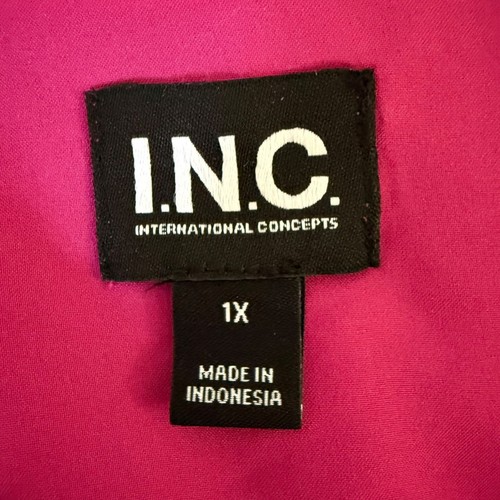 I.N.C.
INTERNATIONAL CONCEPTS
1X
MADE IN
INDONESIA